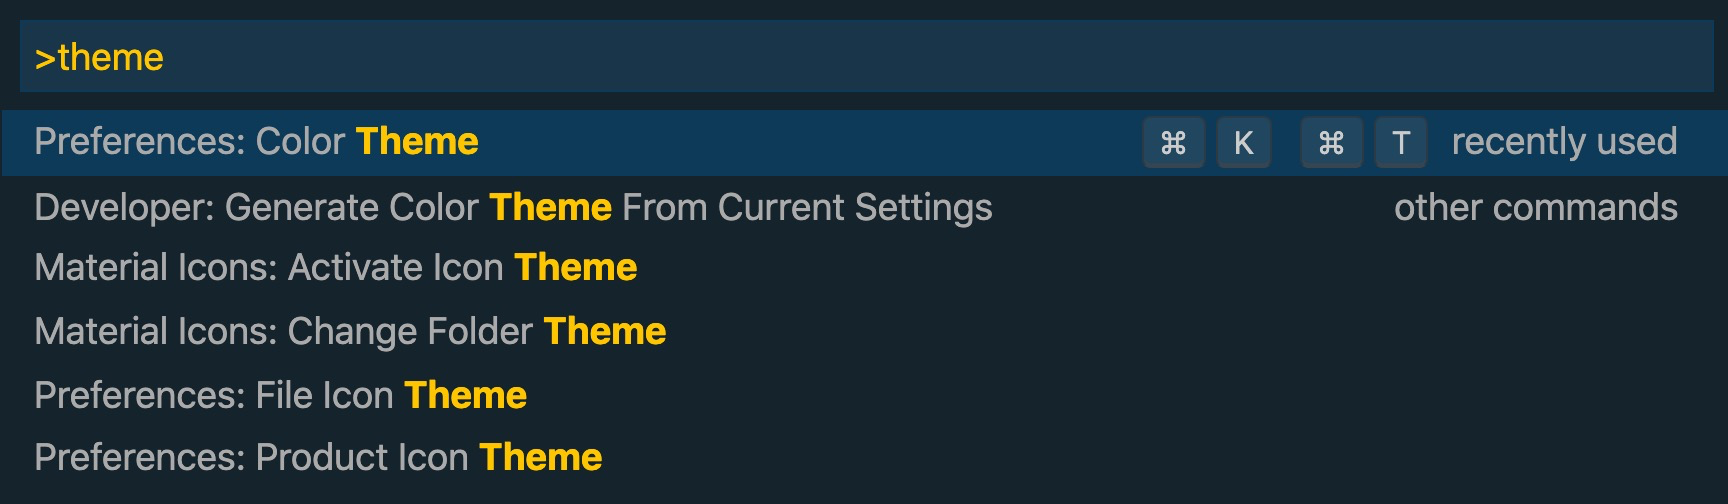 >theme
Preferences: Color Theme ⌘ K ⌘ T recently used
Developer: Generate Color Theme From Current Settings other commands
Material Icons: Activate Icon Theme
Material Icons: Change Folder Theme
Preferences: File Icon Theme
Preferences: Product Icon Theme